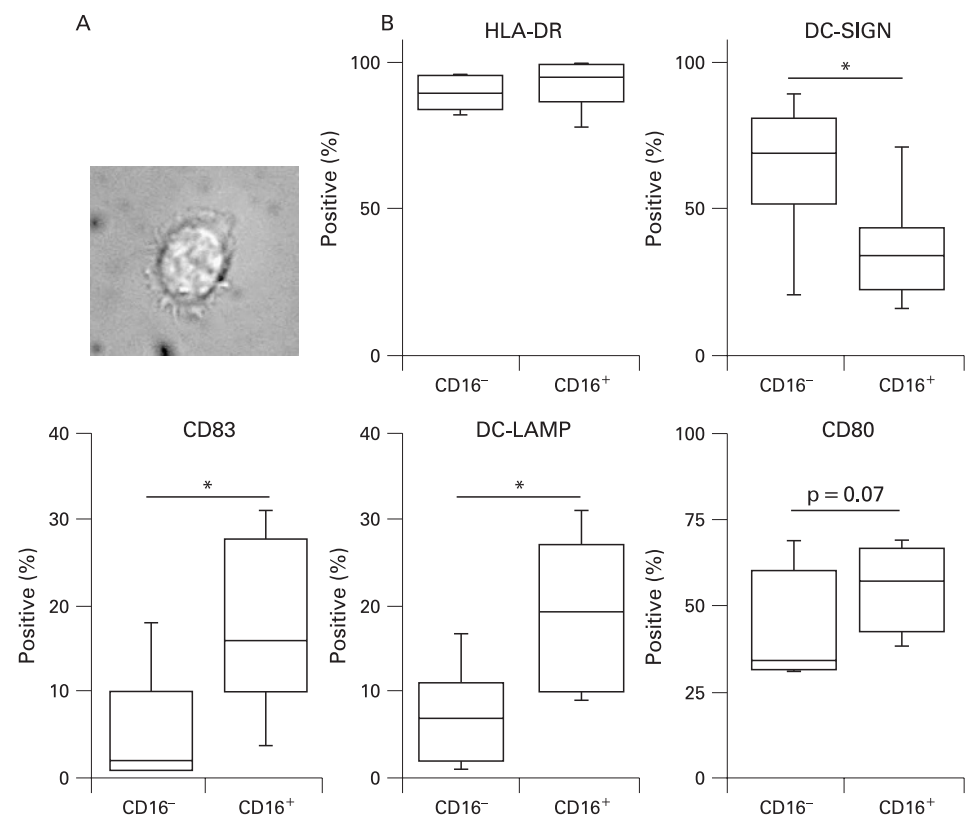 A
B
HLA-DR
Positive (%)
100
50
0
CD16⁻
CD16⁺
DC-SIGN
*
Positive (%)
100
50
0
CD16⁻
CD16⁺
CD83
*
Positive (%)
40
30
20
10
0
CD16⁻
CD16⁺
DC-LAMP
*
Positive (%)
40
30
20
10
0
CD16⁻
CD16⁺
CD80
p = 0.07
Positive (%)
100
75
50
25
0
CD16⁻
CD16⁺